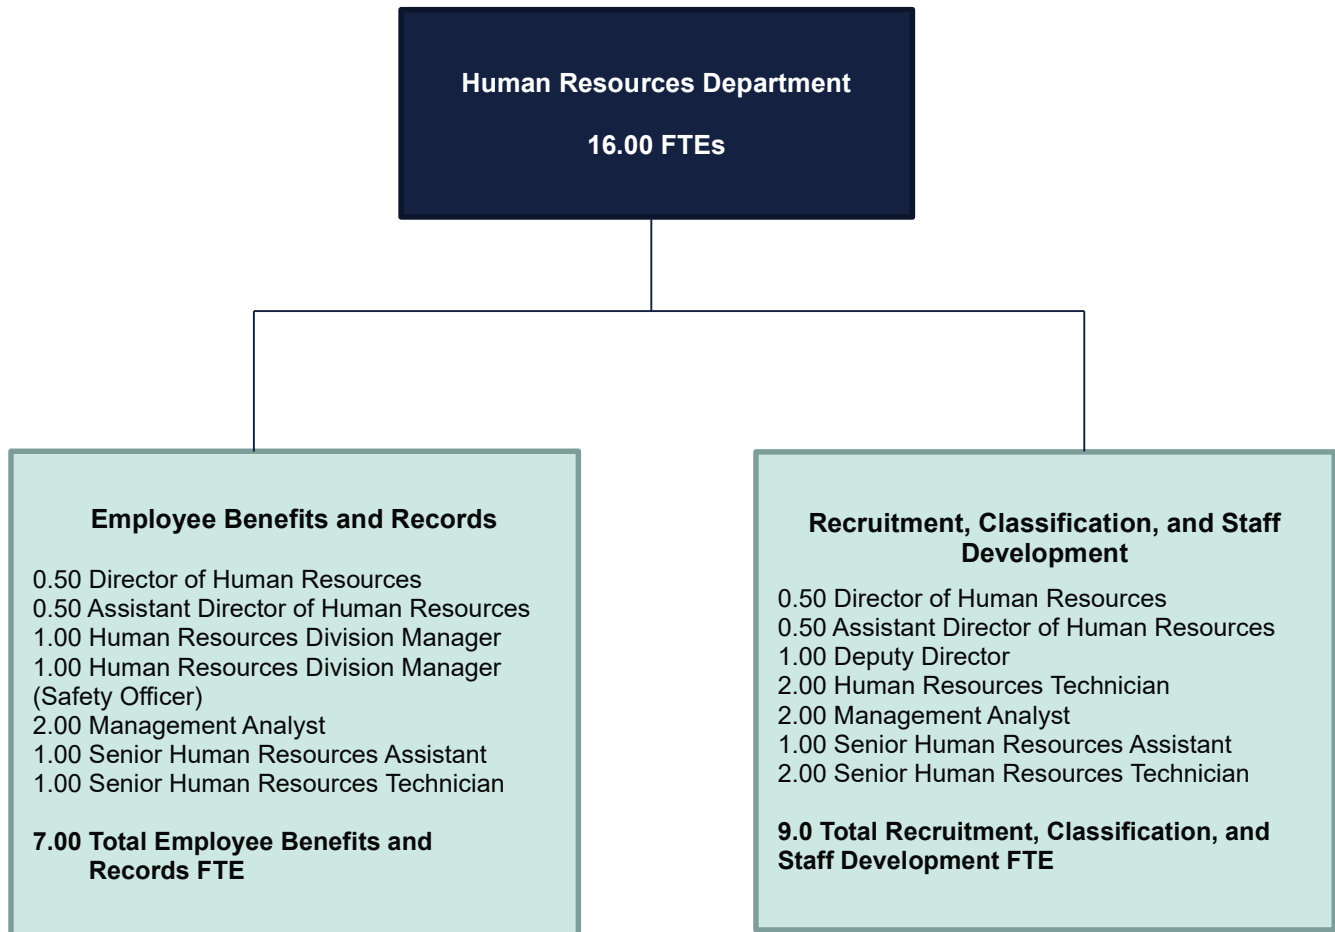 Human Resources Department
16.00 FTEs
Employee Benefits and Records
0.50 Director of Human Resources
0.50 Assistant Director of Human Resources
1.00 Human Resources Division Manager
1.00 Human Resources Division Manager
(Safety Officer)
2.00 Management Analyst
1.00 Senior Human Resources Assistant
1.00 Senior Human Resources Technician
7.00 Total Employee Benefits and
Records FTE
Recruitment, Classification, and Staff
Development
0.50 Director of Human Resources
0.50 Assistant Director of Human Resources
1.00 Deputy Director
2.00 Human Resources Technician
2.00 Management Analyst
1.00 Senior Human Resources Assistant
2.00 Senior Human Resources Technician
9.0 Total Recruitment, Classification, and
Staff Development FTE